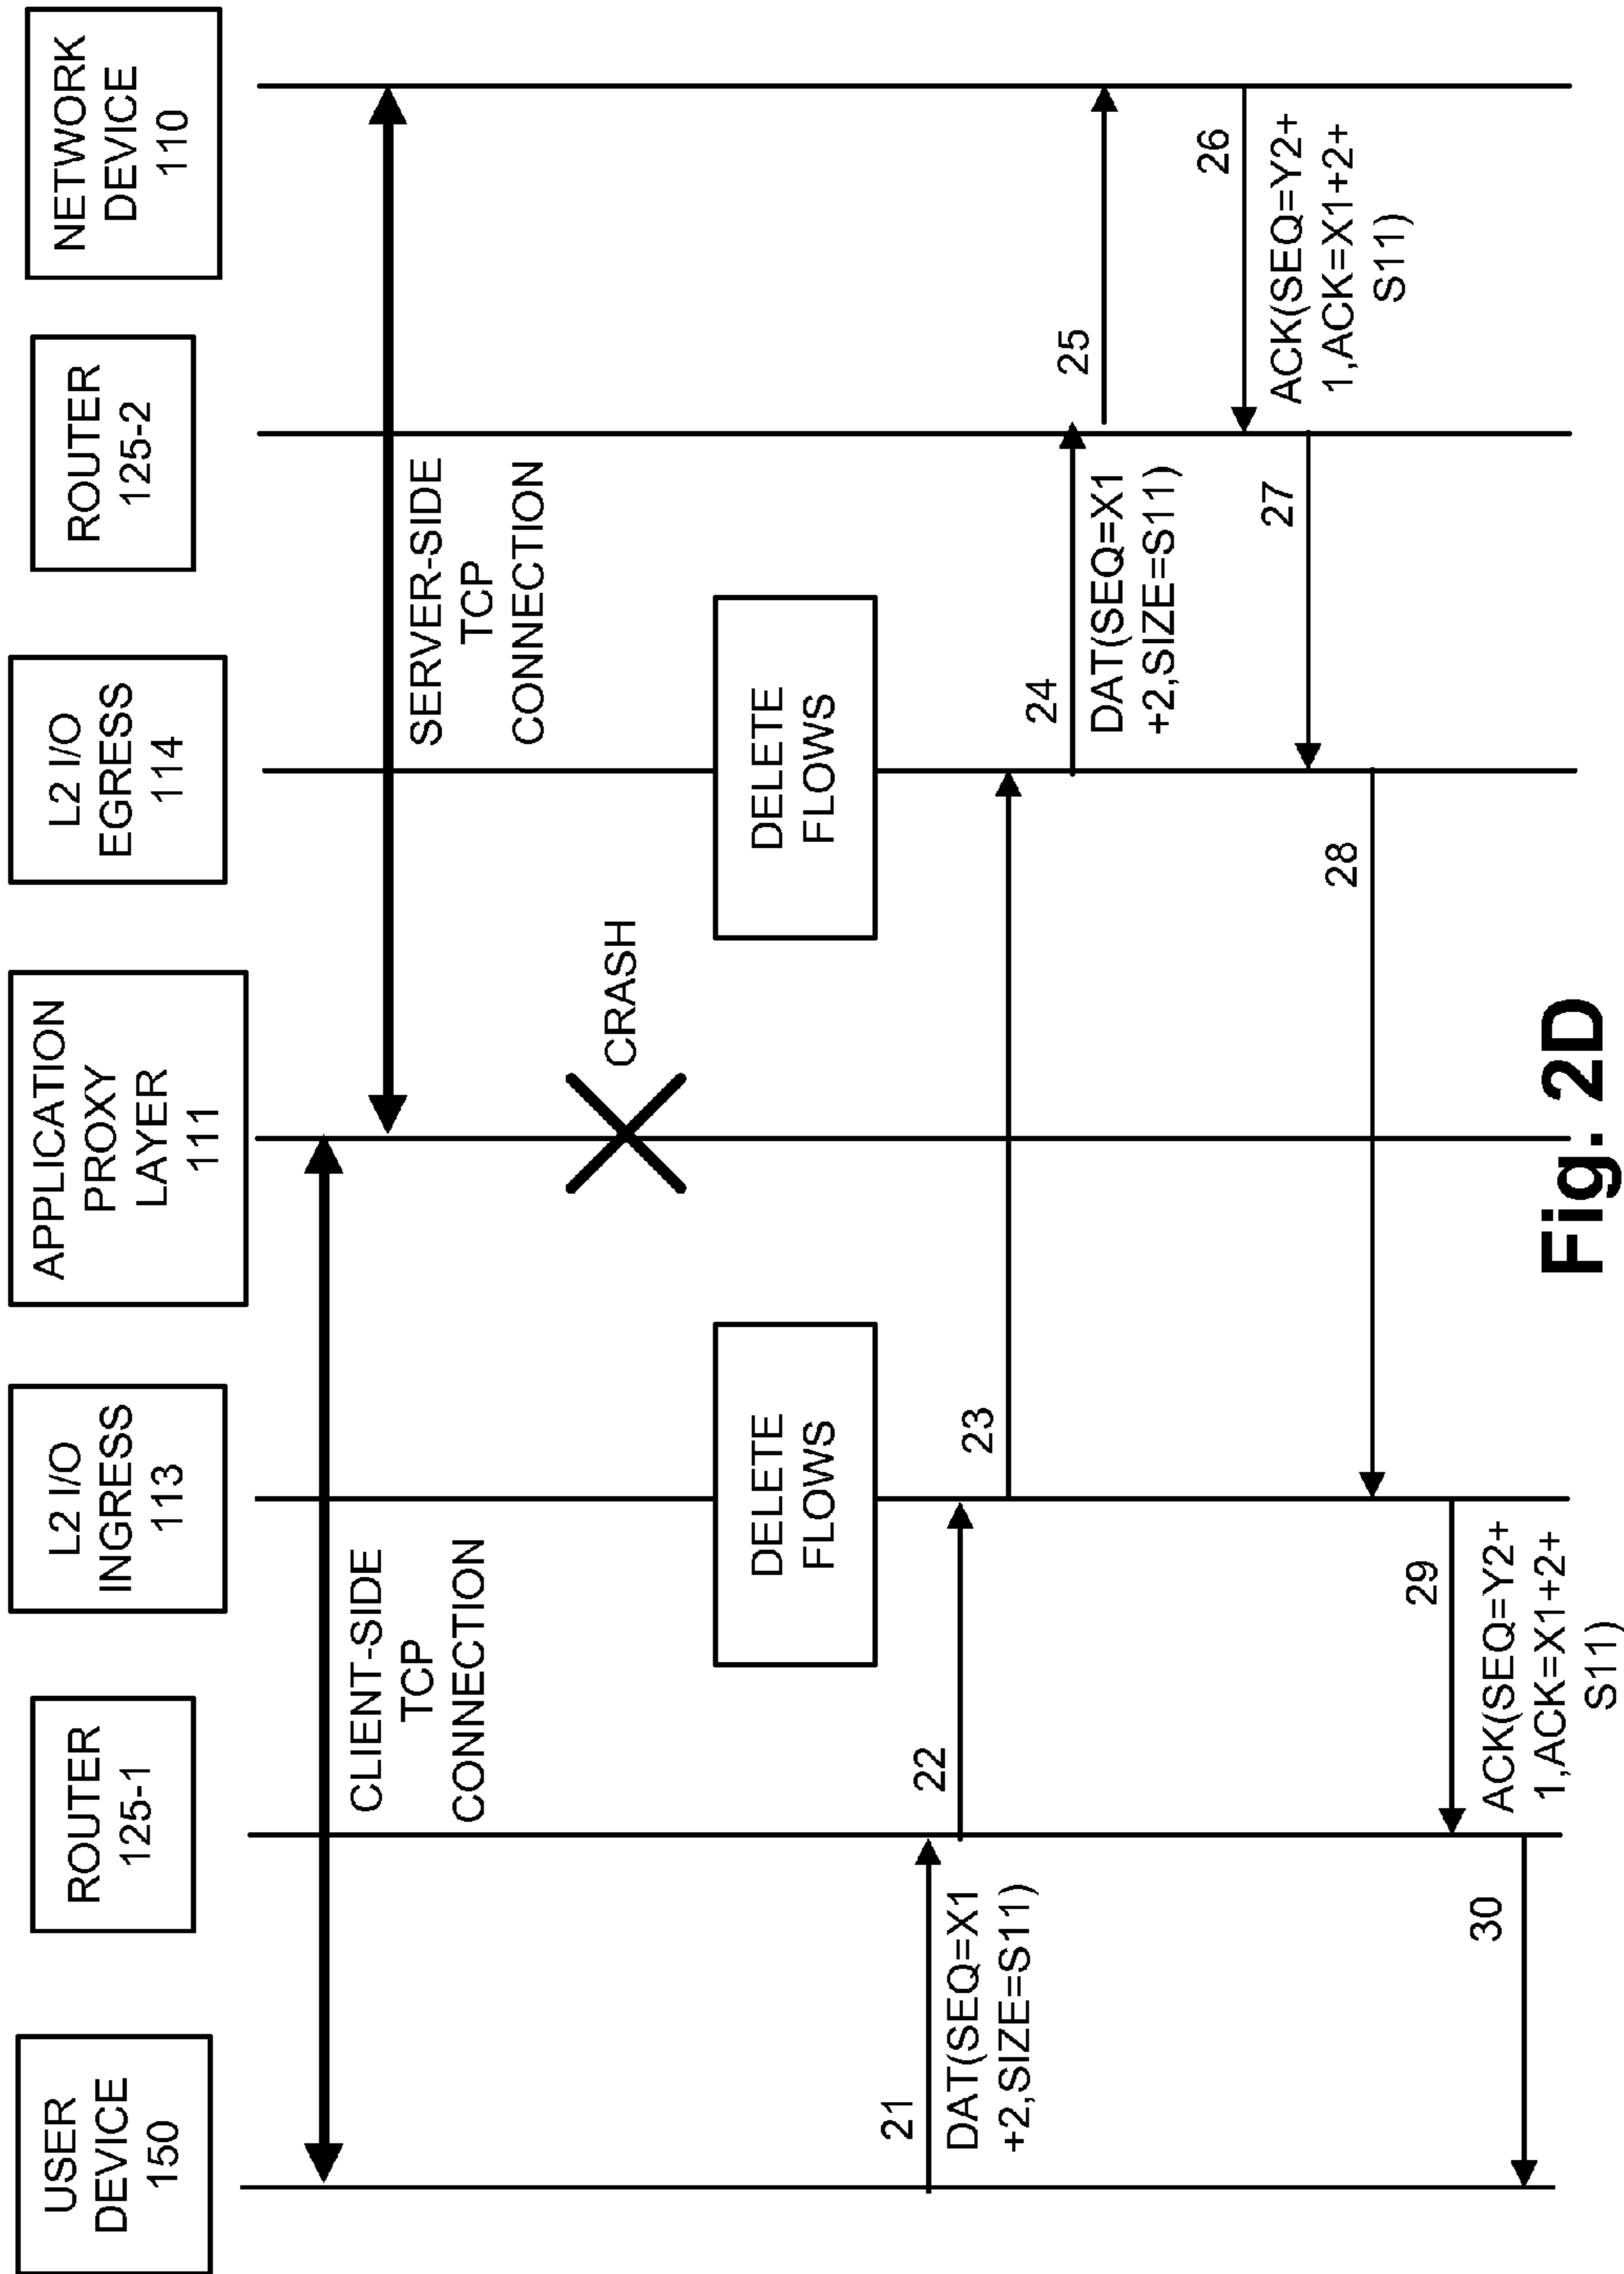 USER
DEVICE
150
ROUTER
125-1
L2 I/O
INGRESS
113
APPLICATION
PROXY
LAYER
111
L2 I/O
EGRESS
114
ROUTER
125-2
NETWORK
DEVICE
110
CLIENT-SIDE
TCP
CONNECTION
SERVER-SIDE
TCP
CONNECTION
CRASH
DELETE
FLOWS
DELETE
FLOWS
21
DAT(SEQ=X1
+2,SIZE=S11)
22
23
24
DAT(SEQ=X1
+2,SIZE=S11)
25
26
ACK(SEQ=Y2+
1,ACK=X1+2+
S11)
27
28
29
ACK(SEQ=Y2+
1,ACK=X1+2+
S11)
30
Fig. 2D